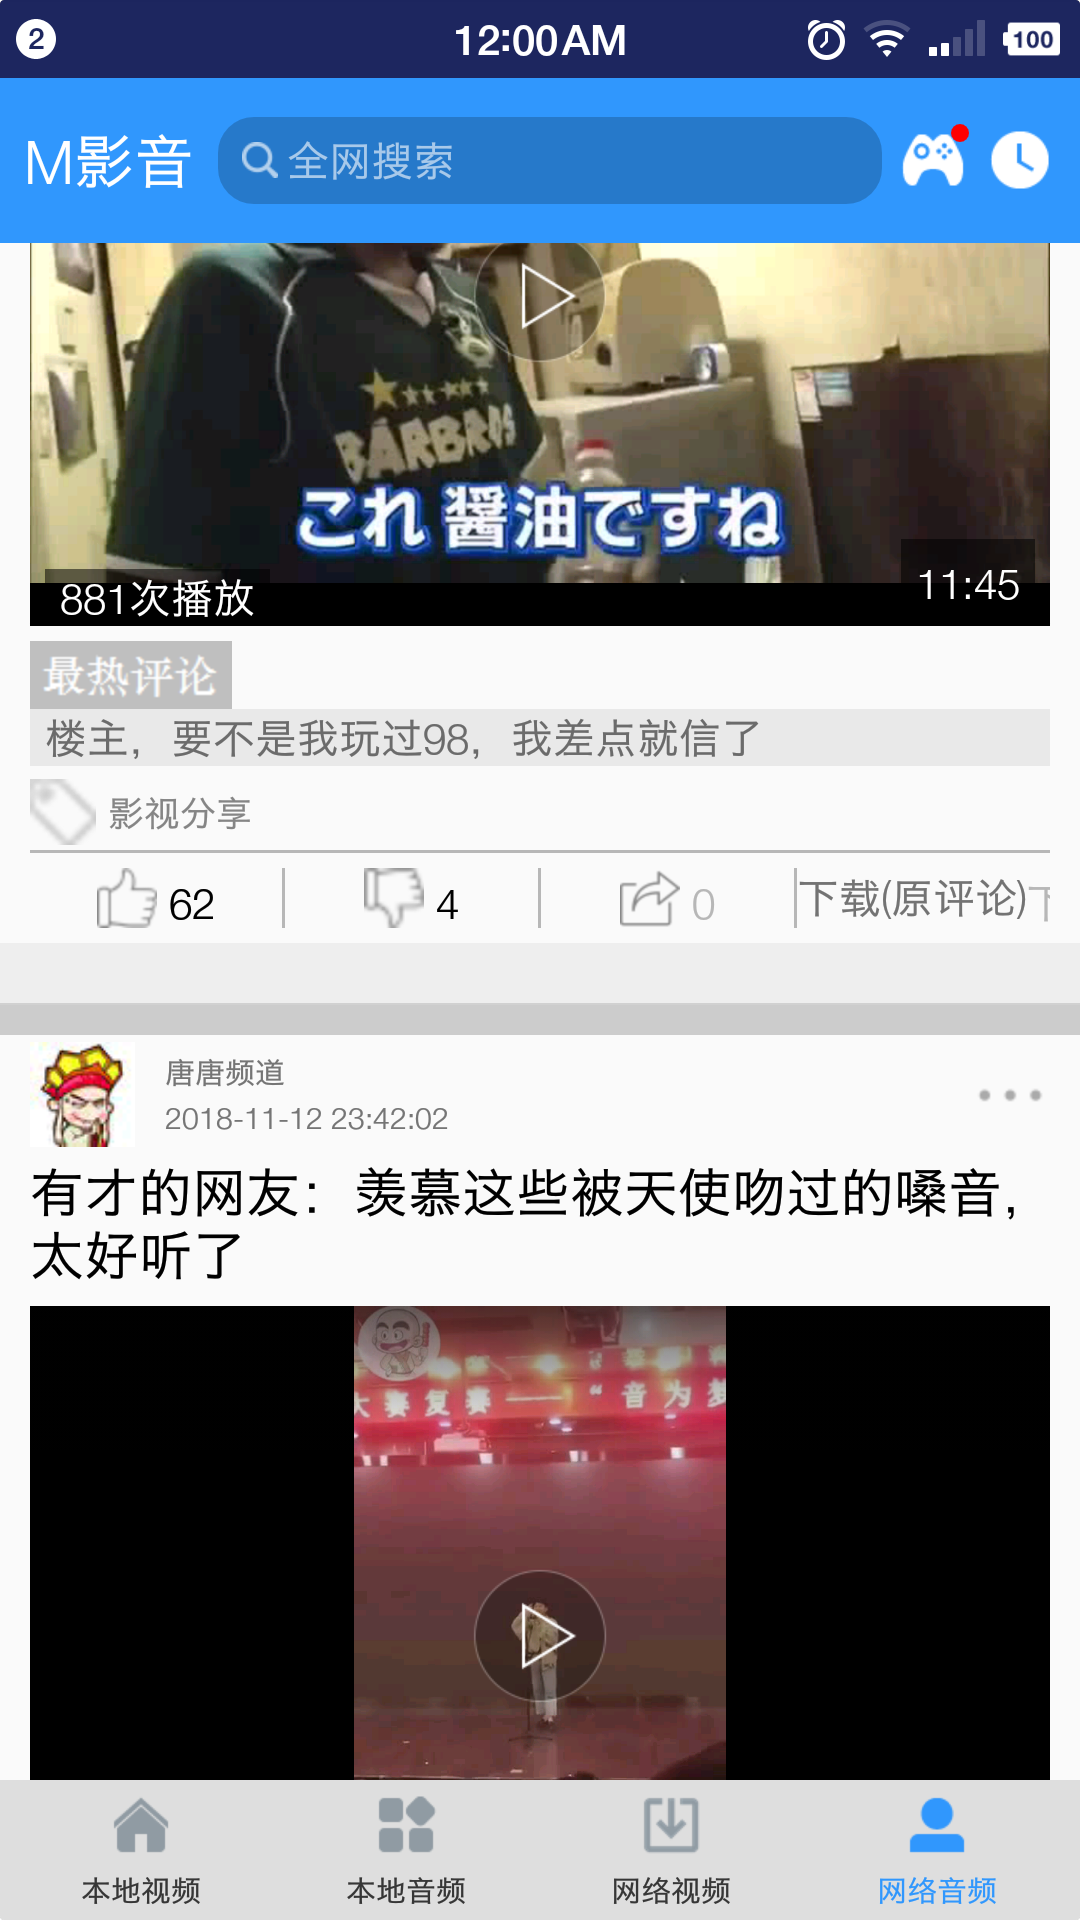 2
12:00AM
100
M影音
全网搜索
BARBROS
これ 醤油ですね
881次播放
11:45
最热评论
楼主，要不是我玩过98，我差点就信了
影视分享
62
4
0
下载(原评论)
唐唐频道
2018-11-12 23:42:02
有才的网友：羡慕这些被天使吻过的嗓音，
太好听了
大赛复赛——“音为梦
本地视频
本地音频
网络视频
网络音频